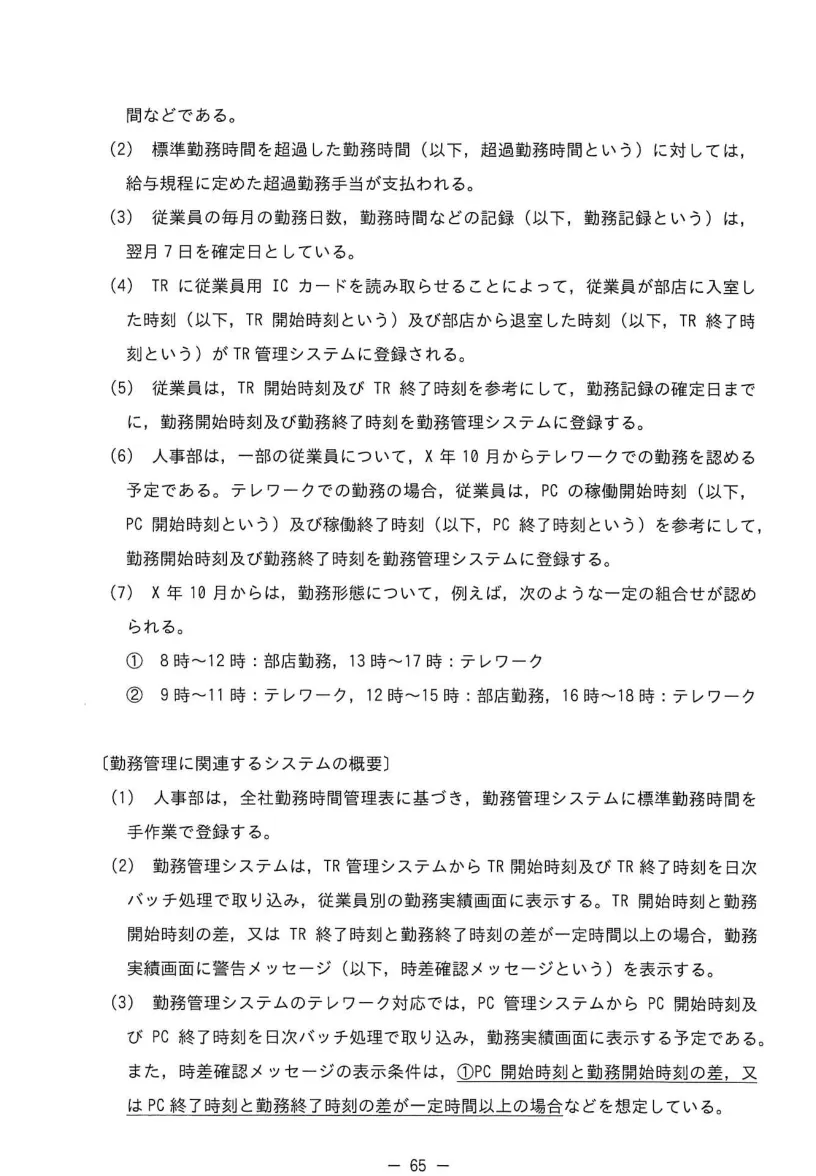 間などである。
(2) 標準勤務時間を超過した勤務時間（以下，超過勤務時間という）に対しては，
給与規程に定めた超過勤務手当が支払われる。
(3) 従業員の毎月の勤務日数，勤務時間などの記録（以下，勤務記録という）は，
翌月7日を確定日としている。
(4) TR に従業員用 IC カードを読み取らせることによって，従業員が部店に入室し
た時刻（以下，TR 開始時刻という）及び部店から退室した時刻（以下，TR 終了時
刻という）が TR 管理システムに登録される。
(5) 従業員は，TR 開始時刻及び TR 終了時刻を参考にして，勤務記録の確定日まで
に，勤務開始時刻及び勤務終了時刻を勤務管理システムに登録する。
(6) 人事部は，一部の従業員について，X 年 10 月からテレワークでの勤務を認める
予定である。テレワークでの勤務の場合，従業員は，PC の稼働開始時刻（以下，
PC 開始時刻という）及び稼働終了時刻（以下，PC 終了時刻という）を参考にして，
勤務開始時刻及び勤務終了時刻を勤務管理システムに登録する。
(7) X 年 10 月からは，勤務形態について，例えば，次のような一定の組合せが認め
られる。
① 8時～12時：部店勤務，13時～17時：テレワーク
② 9時～11時：テレワーク，12時～15時：部店勤務，16時～18時：テレワーク
〔勤務管理に関連するシステムの概要〕
(1) 人事部は，全社勤務時間管理表に基づき，勤務管理システムに標準勤務時間を
手作業で登録する。
(2) 勤務管理システムは，TR 管理システムから TR 開始時刻及び TR 終了時刻を日次
バッチ処理で取り込み，従業員別の勤務実績画面に表示する。TR 開始時刻と勤務
開始時刻の差，又は TR 終了時刻と勤務終了時刻の差が一定時間以上の場合，勤務
実績画面に警告メッセージ（以下，時差確認メッセージという）を表示する。
(3) 勤務管理システムのテレワーク対応では，PC 管理システムから PC 開始時刻及
び PC 終了時刻を日次バッチ処理で取り込み，勤務実績画面に表示する予定である。
また，時差確認メッセージの表示条件は，①PC 開始時刻と勤務開始時刻の差，又
は PC 終了時刻と勤務終了時刻の差が一定時間以上の場合などを想定している。
－ 65 －